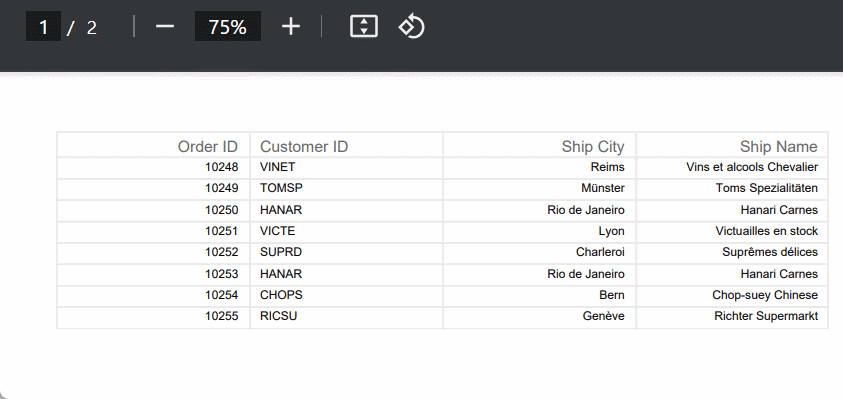 1 / 2 75%
Order ID Customer ID Ship City Ship Name
10248 VINET Reims Vins et alcools Chevalier
10249 TOMSP Münster Toms Spezialitäten
10250 HANAR Rio de Janeiro Hanari Carnes
10251 VICTE Lyon Victuailles en stock
10252 SUPRD Charleroi Suprêmes délices
10253 HANAR Rio de Janeiro Hanari Carnes
10254 CHOPS Bern Chop-suey Chinese
10255 RICSU Genève Richter Supermarkt